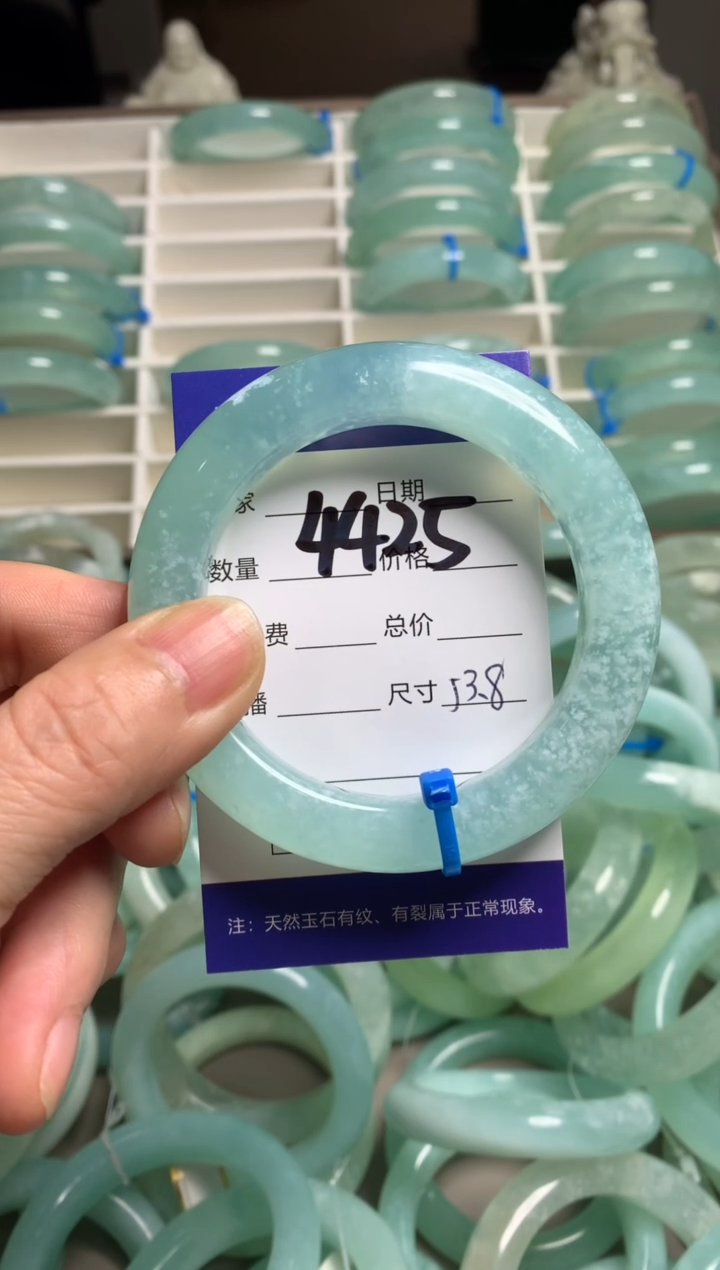 家 日期
4425
数量 价格
费 总价
播 尺寸 53.8
注：天然玉石有纹、有裂属于正常现象。